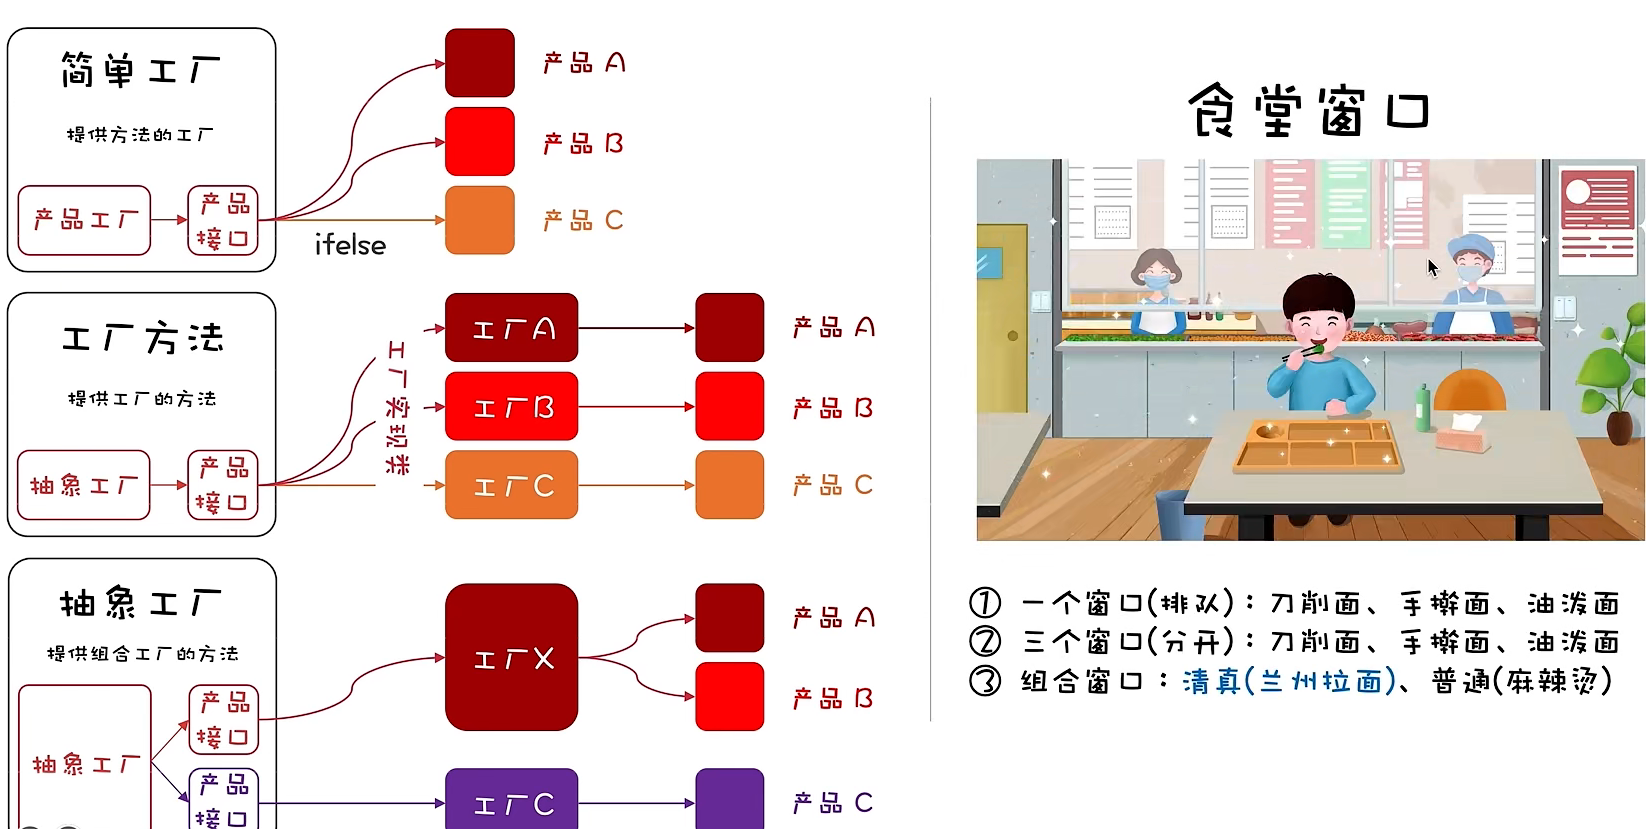 简单工厂
提供方法的工厂
产品工厂
产品
接口
ifelse
产品 A
产品 B
产品 C
工厂方法
提供工厂的方法
抽象工厂
产品
接口
工厂实现类
工厂A
产品 A
工厂B
产品 B
工厂C
产品 C
抽象工厂
提供组合工厂的方法
抽象工厂
产品
接口
产品
接口
工厂X
产品 A
产品 B
工厂C
产品 C
食堂窗口
① 一个窗口(排队)：刀削面、手擀面、油泼面
② 三个窗口(分开)：刀削面、手擀面、油泼面
③ 组合窗口：清真(兰州拉面)、普通(麻辣烫)